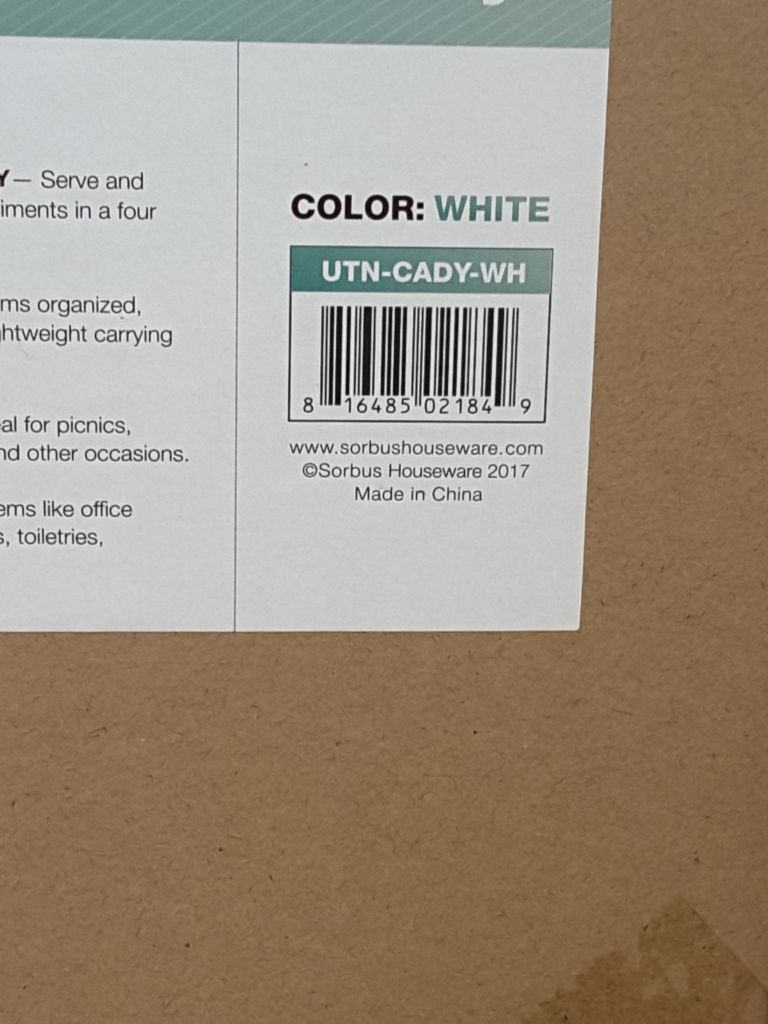 Y— Serve and
iments in a four
ms organized,
htweight carrying
al for picnics,
nd other occasions.
ems like office
s, toiletries,
COLOR: WHITE
UTN-CADY-WH
8 16485 02184 9
www.sorbushouseware.com
©Sorbus Houseware 2017
Made in China